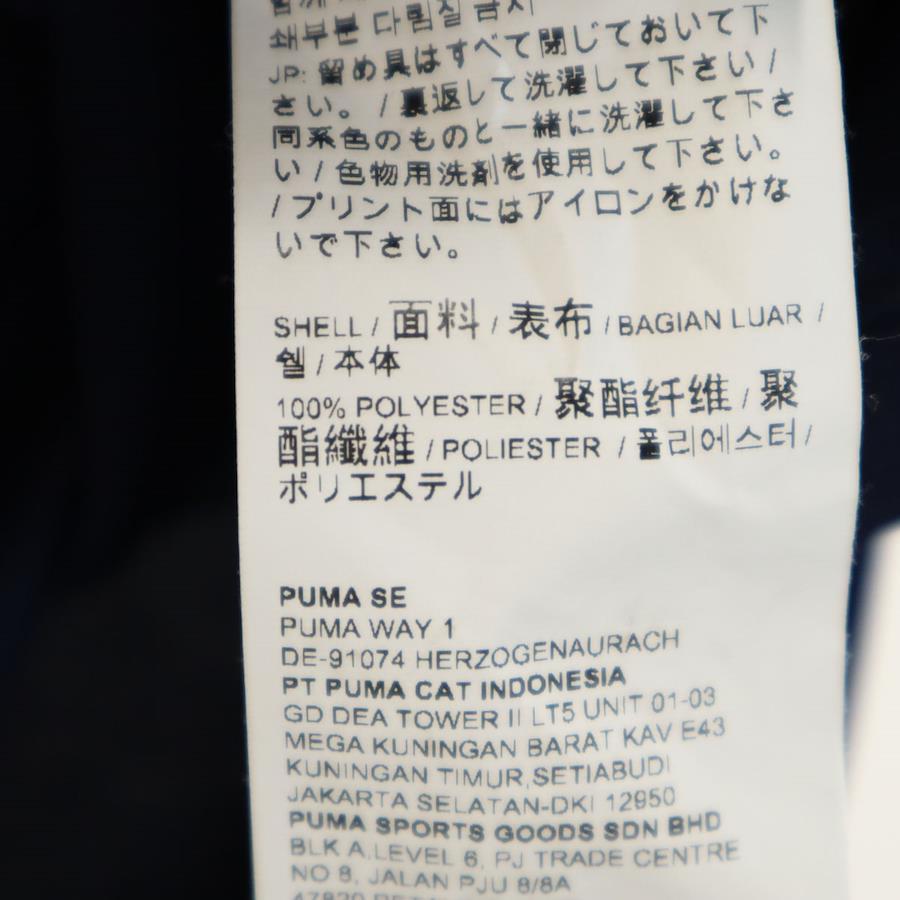 쇄부분 다림질 금지
JP: 留め具はすべて閉じておいて下
さい。/裏返して洗濯して下さい/
同系色のものと一緒に洗濯して下さ
い/色物用洗剤を使用して下さい。
/プリント面にはアイロンをかけな
いで下さい。
SHELL / 面料 / 表布 / BAGIAN LUAR /
쉘 / 本体
100% POLYESTER / 聚酯纤维 / 聚
酯纖維 / POLIESTER / 폴리에스터 /
ポリエステル
PUMA SE
PUMA WAY 1
DE-91074 HERZOGENAURACH
PT PUMA CAT INDONESIA
GD DEA TOWER II LT5 UNIT 01-03
MEGA KUNINGAN BARAT KAV E43
KUNINGAN TIMUR,SETIABUDI
JAKARTA SELATAN-DKI 12950
PUMA SPORTS GOODS SDN BHD
BLK A,LEVEL 6, PJ TRADE CENTRE
NO 8, JALAN PJU 8/8A